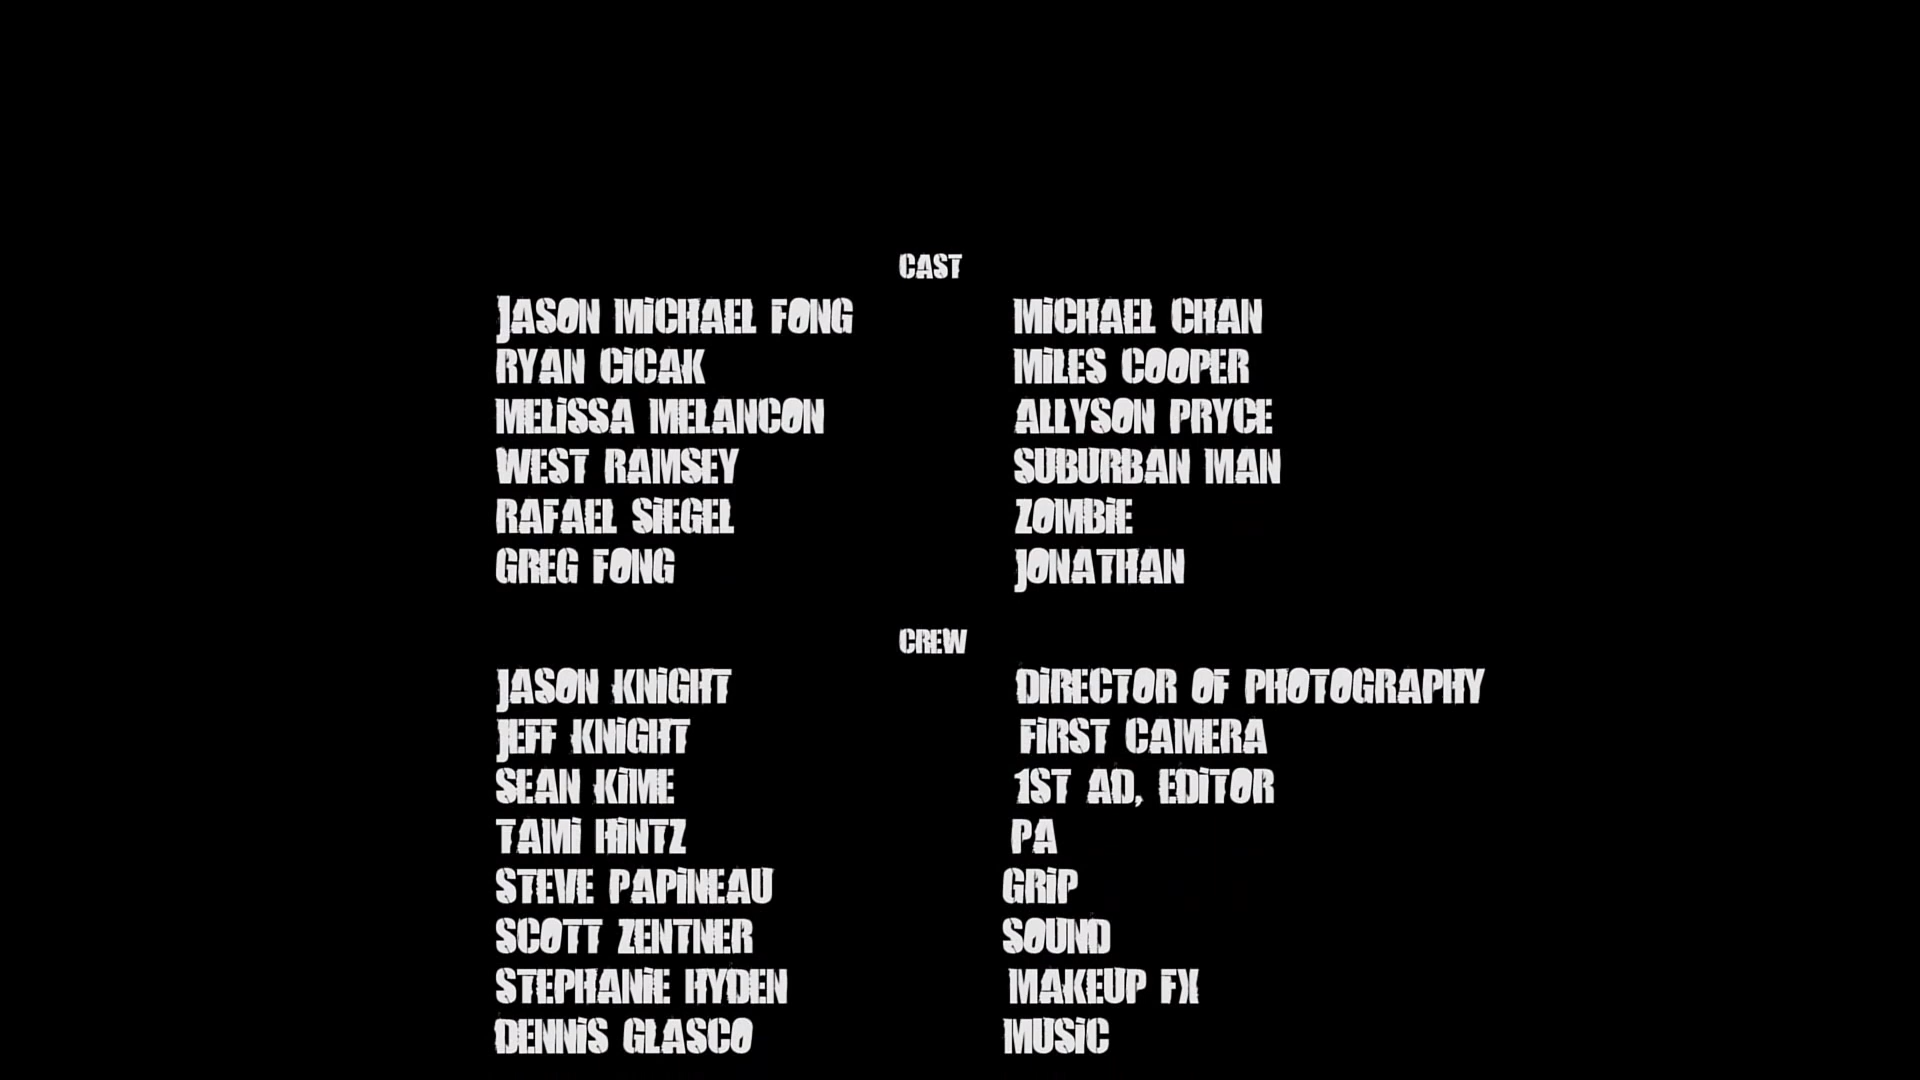 CAST
JASON MiCHAEL FONG MiCHAEL CHAN
RYAN CiCAK MiLES COOPER
MELiSSA MELANCON ALLYSON PRYCE
WEST RAMSEY SUBURBAN MAN
RAFAEL SiEGEL ZOMBiE
GREG FONG JONATHAN
CREW
JASON KNiGHT DiRECTOR OF PHOTOGRAPHY
JEFF KNiGHT FiRST CAMERA
SEAN KiME 1ST AD, EDiTOR
TAMi HiNTZ PA
STEVE PAPiNEAU GRiP
SCOTT ZENTNER SOUND
STEPHANiE HYDEN MAKEUP FX
DENNiS GLASCO MUSiC